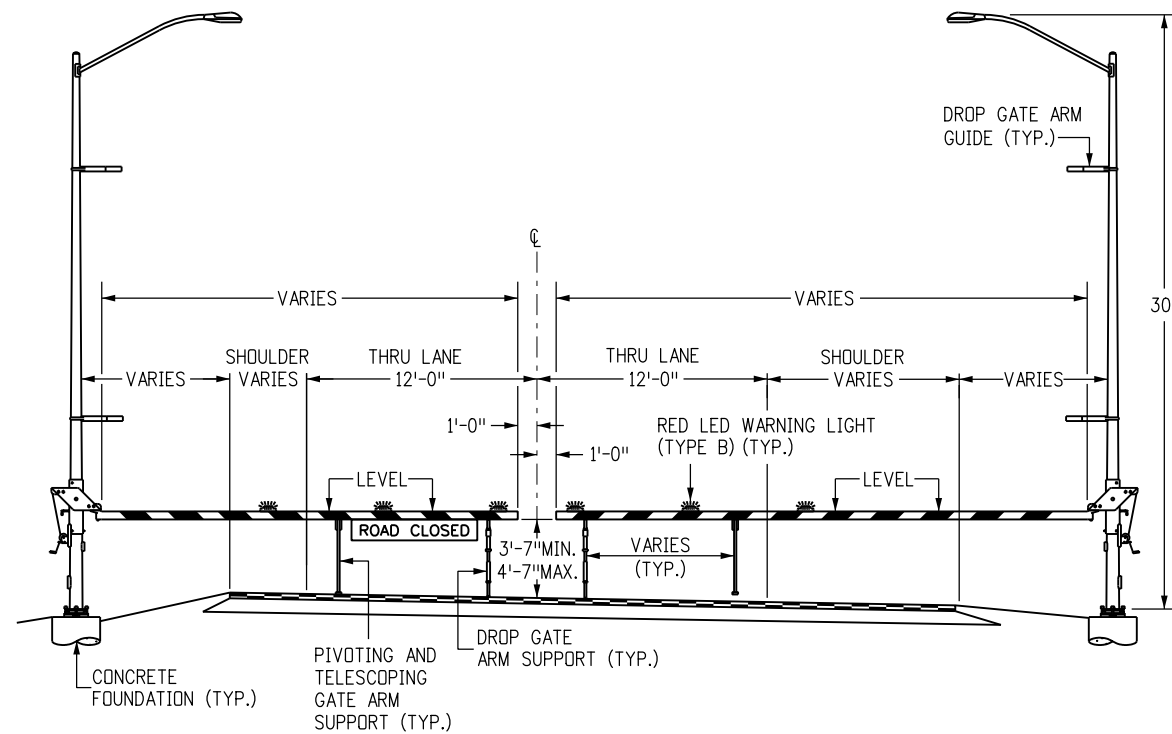 DROP GATE ARM
GUIDE (TYP.)
℄
VARIES
VARIES
30
SHOULDER
THRU LANE
THRU LANE
SHOULDER
VARIES
VARIES
12'-0"
12'-0"
VARIES
VARIES
1'-0"
RED LED WARNING LIGHT
(TYPE B) (TYP.)
1'-0"
LEVEL
LEVEL
ROAD CLOSED
3'-7"MIN.
4'-7"MAX.
VARIES
(TYP.)
DROP GATE
ARM SUPPORT (TYP.)
PIVOTING AND
TELESCOPING
GATE ARM
SUPPORT (TYP.)
CONCRETE
FOUNDATION (TYP.)